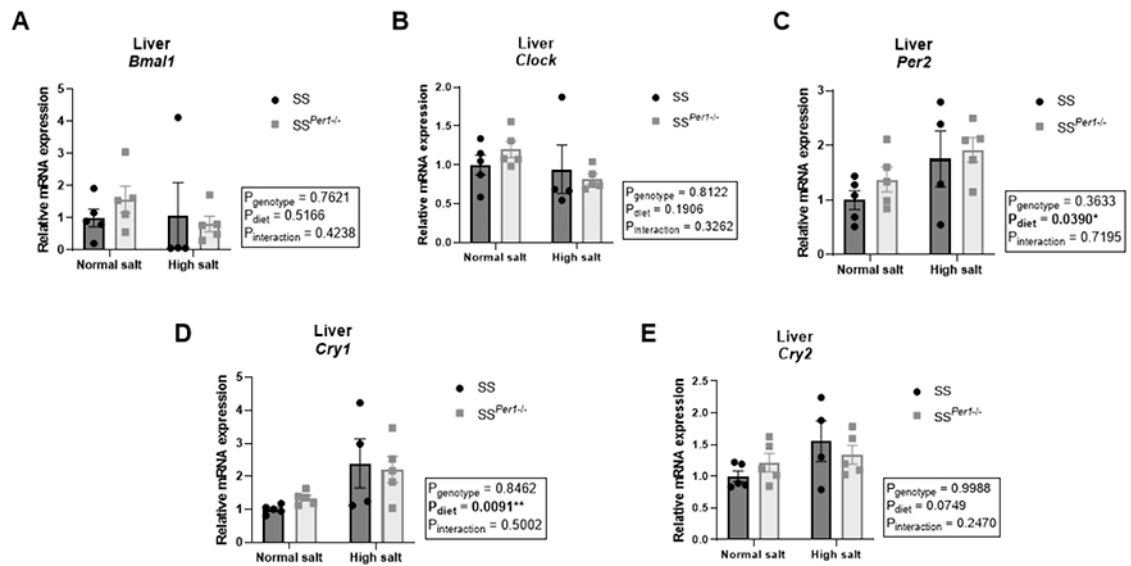 A
Liver
Bmal1
Relative mRNA expression
5
4
3
2
1
0
Normal salt
High salt
SS
SSPer1-/-
Pgenotype = 0.7621
Pdiet = 0.5166
Pinteraction = 0.4238
B
Liver
Clock
Relative mRNA expression
2.0
1.5
1.0
0.5
0.0
Normal salt
High salt
SS
SSPer1-/-
Pgenotype = 0.8122
Pdiet = 0.1906
Pinteraction = 0.3262
C
Liver
Per2
Relative mRNA expression
3
2
1
0
Normal salt
High salt
SS
SSPer1-/-
Pgenotype = 0.3633
Pdiet = 0.0390*
Pinteraction = 0.7195
D
Liver
Cry1
Relative mRNA expression
5
4
3
2
1
0
Normal salt
High salt
SS
SSPer1-/-
Pgenotype = 0.8462
Pdiet = 0.0091**
Pinteraction = 0.5002
E
Liver
Cry2
Relative mRNA expression
2.5
2.0
1.5
1.0
0.5
0.0
Normal salt
High salt
SS
SSPer1-/-
Pgenotype = 0.9988
Pdiet = 0.0749
Pinteraction = 0.2470